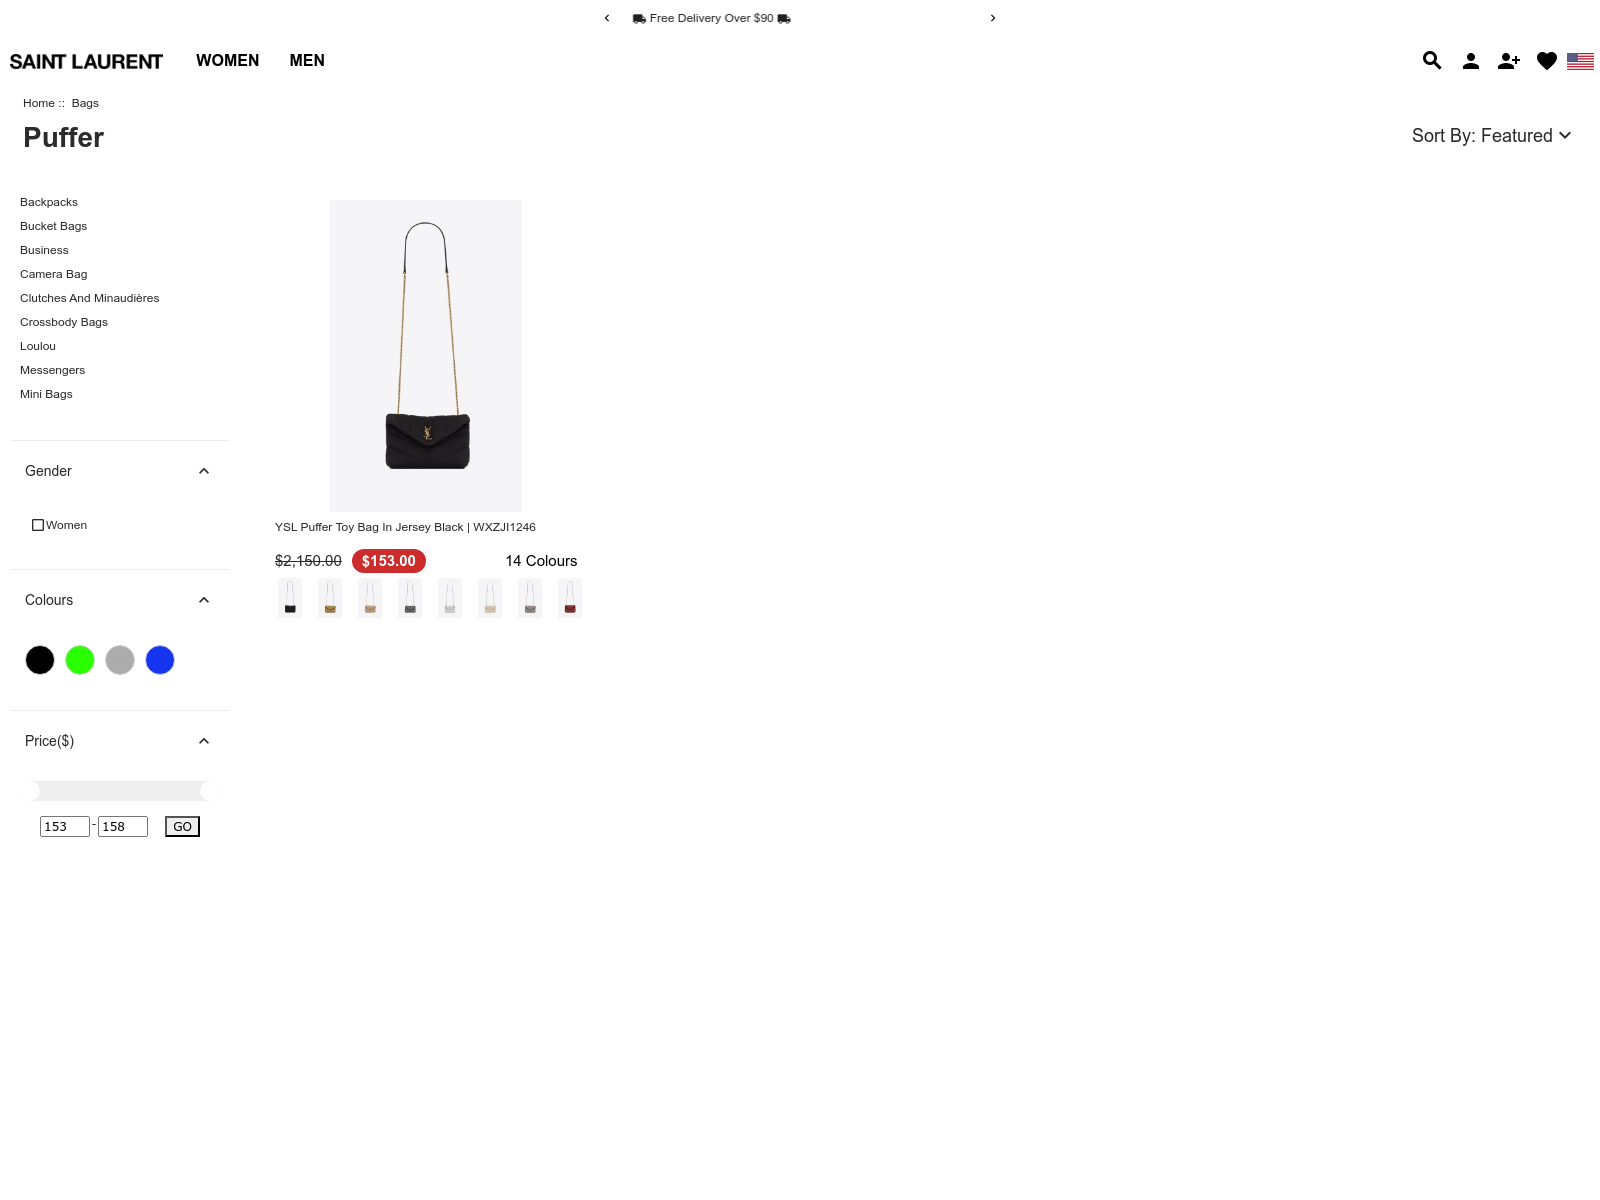 Free Delivery Over $90
SAINT LAURENT WOMEN MEN
Home :: Bags
Puffer
Sort By: Featured
Backpacks
Bucket Bags
Business
Camera Bag
Clutches And Minaudières
Crossbody Bags
Loulou
Messengers
Mini Bags
Gender
Women
Colours
Price($)
153 - 158 GO
YSL Puffer Toy Bag In Jersey Black | WXZJI1246
$2,150.00 $153.00 14 Colours